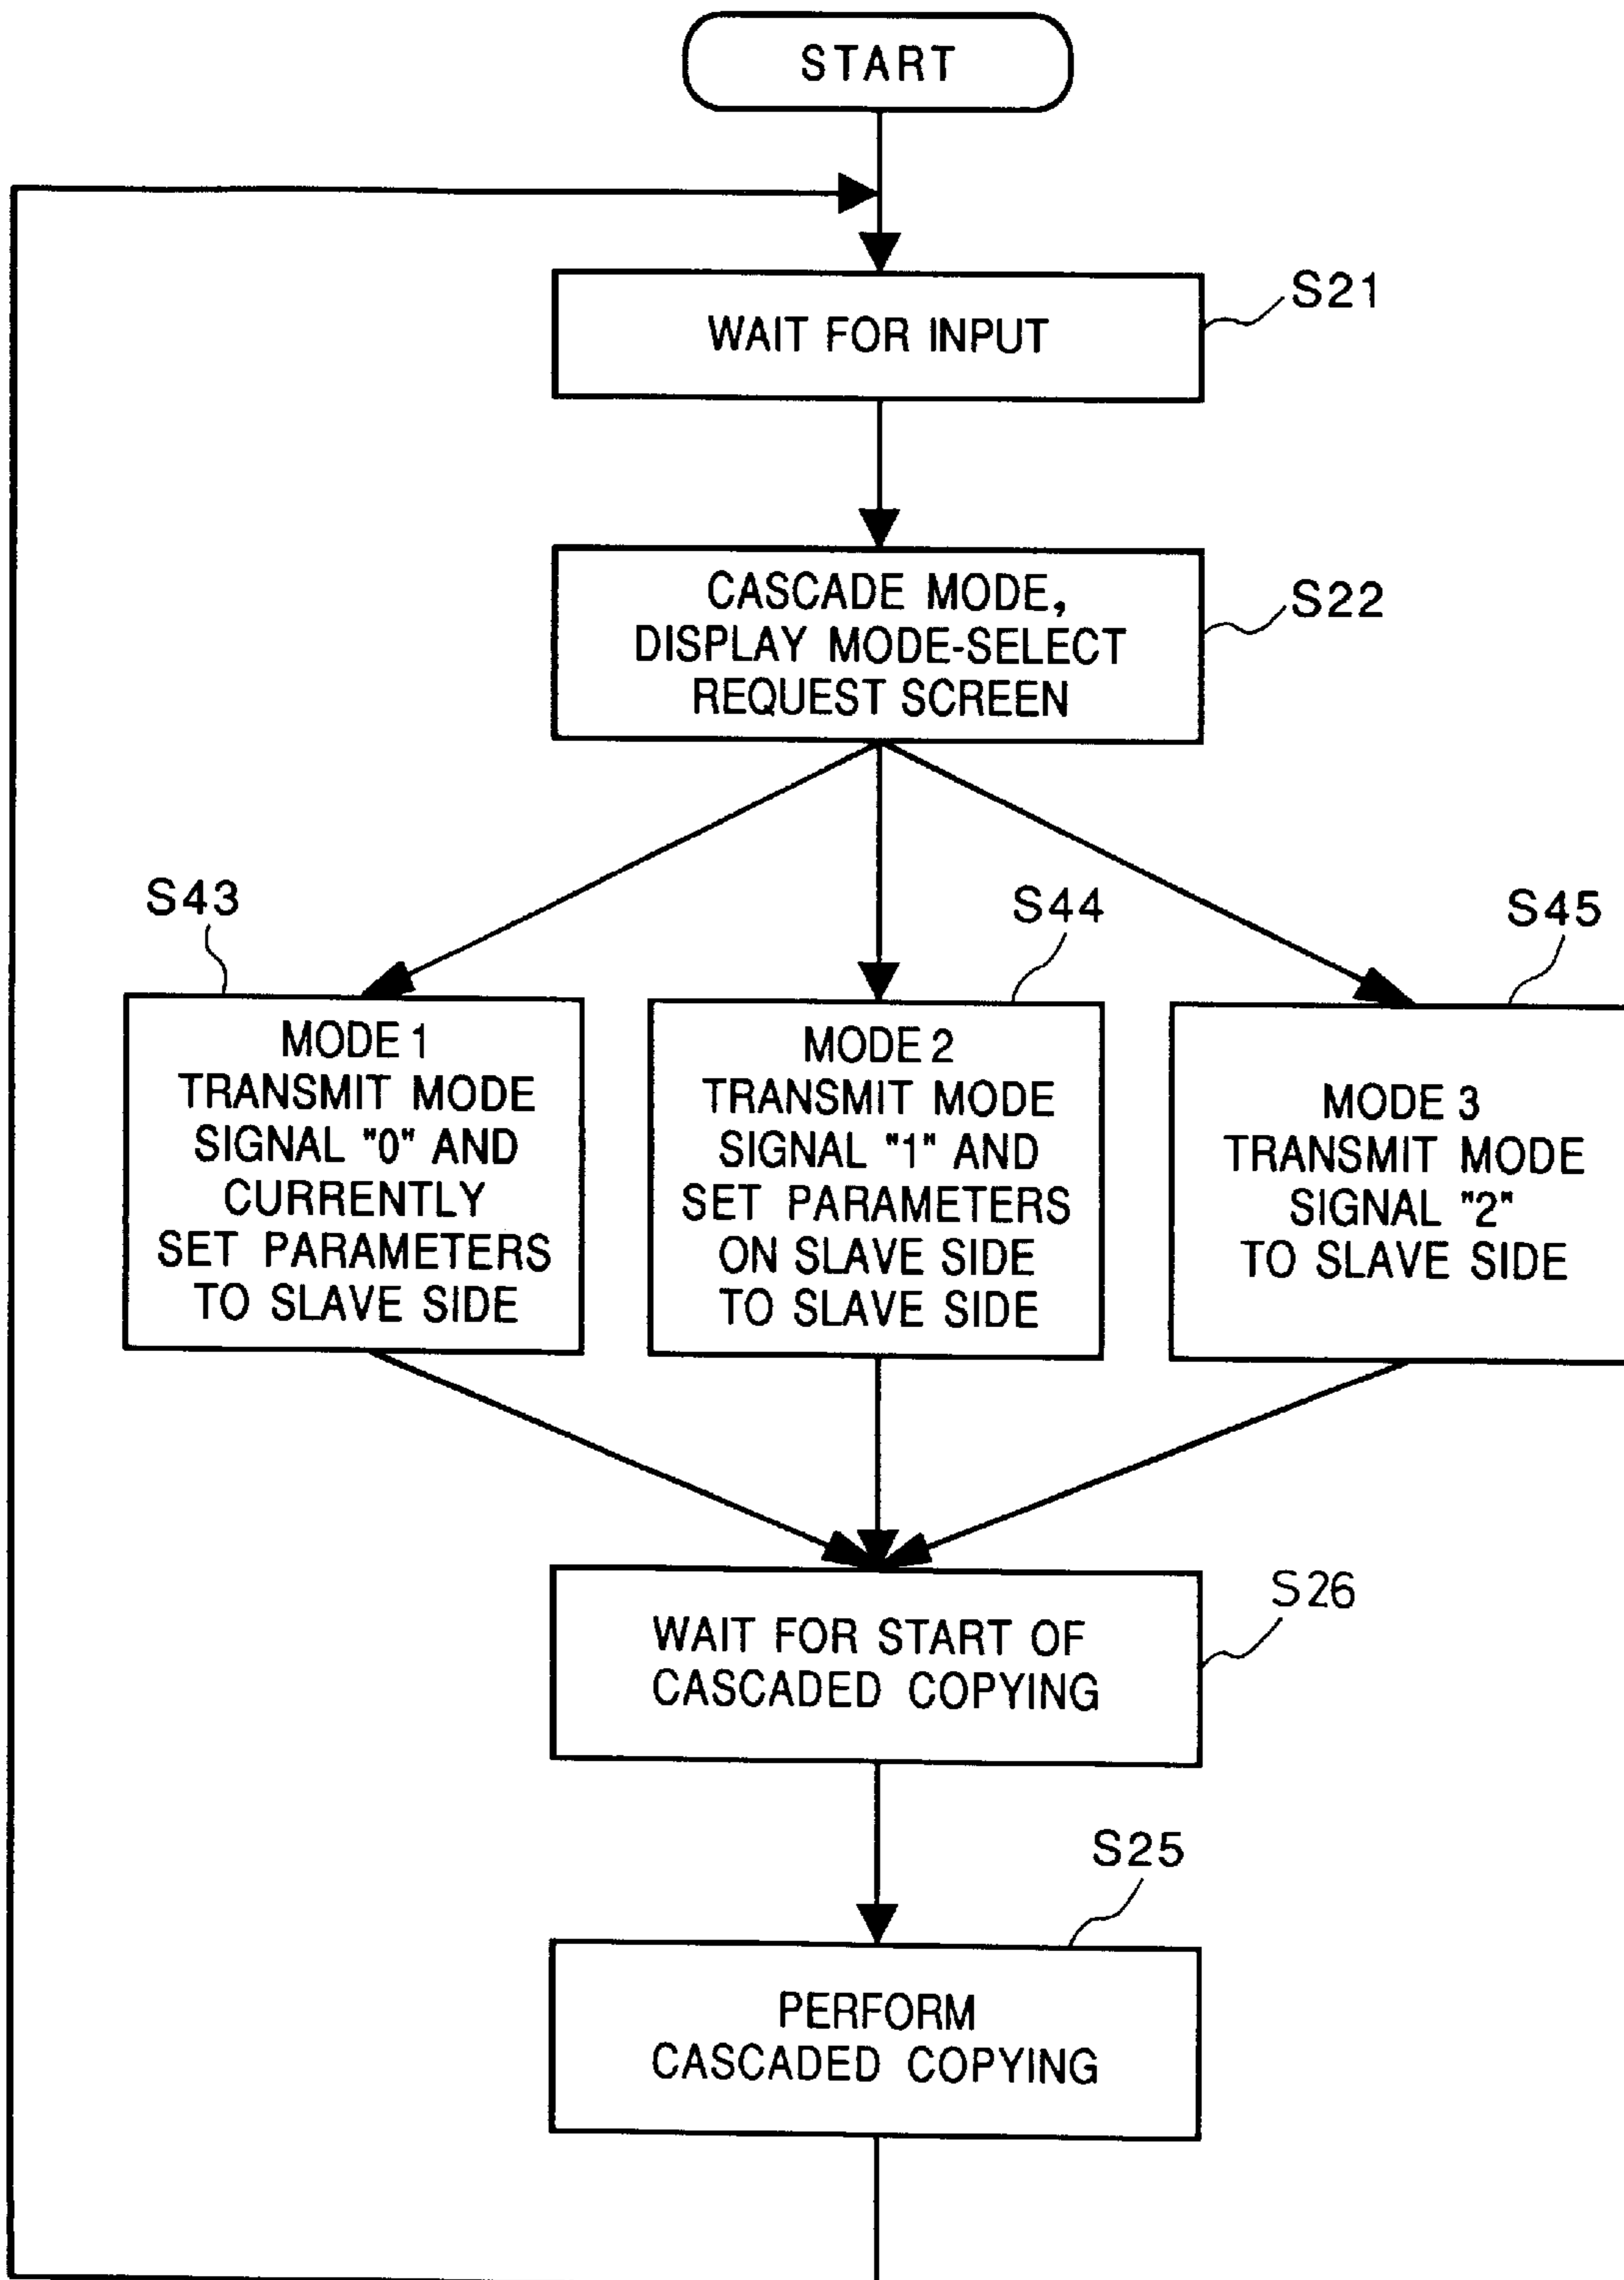 START
WAIT FOR INPUT
S21
CASCADE MODE,
DISPLAY MODE-SELECT
REQUEST SCREEN
S22
S43
MODE 1
TRANSMIT MODE
SIGNAL "0" AND
CURRENTLY
SET PARAMETERS
TO SLAVE SIDE
S44
MODE 2
TRANSMIT MODE
SIGNAL "1" AND
SET PARAMETERS
ON SLAVE SIDE
TO SLAVE SIDE
S45
MODE 3
TRANSMIT MODE
SIGNAL "2"
TO SLAVE SIDE
WAIT FOR START OF
CASCADED COPYING
S26
S25
PERFORM
CASCADED COPYING